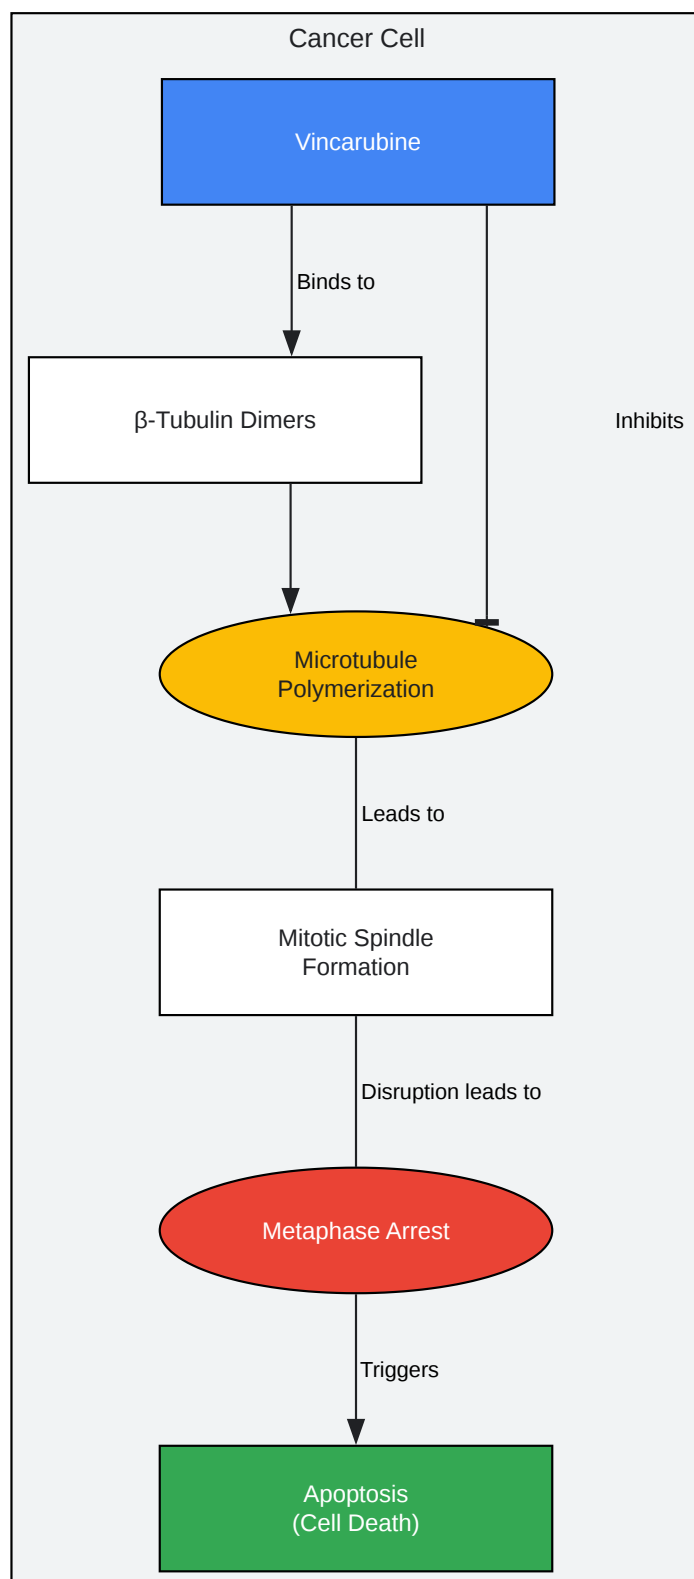 Cancer Cell
Vincarubine
Binds to
β-Tubulin Dimers
Inhibits
Microtubule
Polymerization
Leads to
Mitotic Spindle
Formation
Disruption leads to
Metaphase Arrest
Triggers
Apoptosis
(Cell Death)